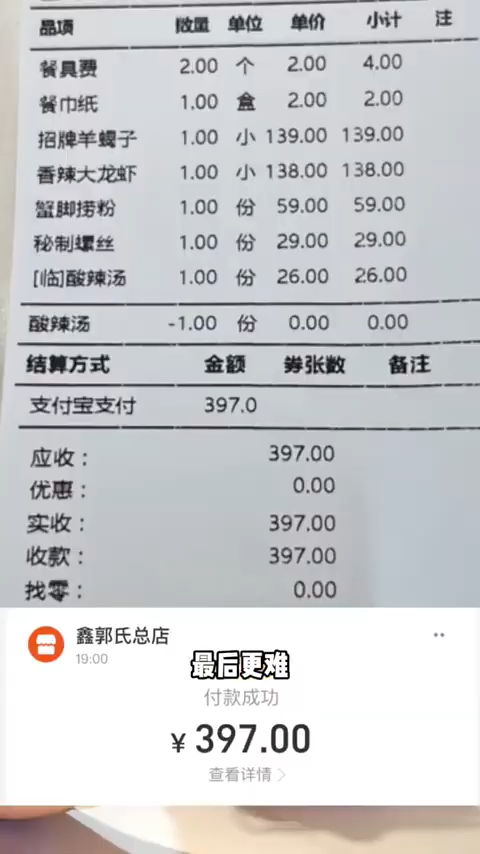 品项 数量 单位 单价 小计 注
餐具费 2.00 个 2.00 4.00
餐巾纸 1.00 盒 2.00 2.00
招牌羊蝎子 1.00 小 139.00 139.00
香辣大龙虾 1.00 小 138.00 138.00
蟹脚捞粉 1.00 份 59.00 59.00
秘制螺丝 1.00 份 29.00 29.00
[临]酸辣汤 1.00 份 26.00 26.00
酸辣汤 -1.00 份 0.00 0.00
结算方式 金额 券张数 备注
支付宝支付 397.0
应收： 397.00
优惠： 0.00
实收： 397.00
收款： 397.00
找零： 0.00
鑫郭氏总店
19:00
最后更难
付款成功
¥ 397.00
查看详情